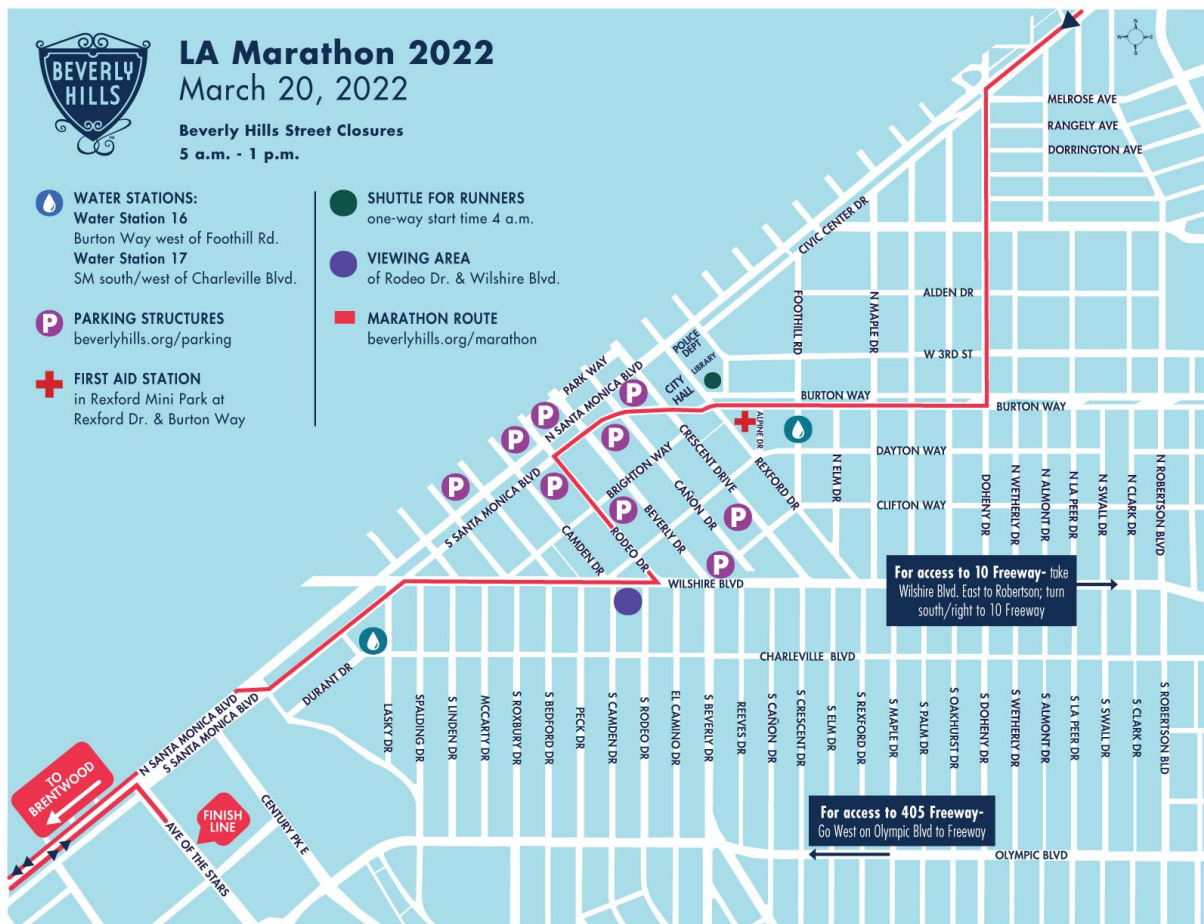 BEVERLY
HILLS
LA Marathon 2022
March 20, 2022
Beverly Hills Street Closures
5 a.m. - 1 p.m.
WATER STATIONS:
Water Station 16
Burton Way west of Foothill Rd.
Water Station 17
SM south/west of Charleville Blvd.
P
PARKING STRUCTURES
beverlyhills.org/parking
FIRST AID STATION
in Rexford Mini Park at
Rexford Dr. & Burton Way
SHUTTLE FOR RUNNERS
one-way start time 4 a.m.
VIEWING AREA
of Rodeo Dr. & Wilshire Blvd.
MARATHON ROUTE
beverlyhills.org/marathon
N
W
E
S
MELROSE AVE
RANGELY AVE
DORRINGTON AVE
CIVIC CENTER DR
ALDEN DR
FOOTHILL RD
N MAPLE DR
W 3RD ST
POLICE
DEPT
LIBRARY
CITY
HALL
PARK WAY
N SANTA MONICA BLVD
S SANTA MONICA BLVD
BURTON WAY
BURTON WAY
P
P
P
P
P
P
P
P
P
ALPINE DR
DAYTON WAY
BRIGHTON WAY
CRESCENT DRIVE
REXFORD DR
N ELM DR
CLIFTON WAY
CAÑON DR
BEVERLY DR
RODEO DR
CAMDEN DR
DOHENY DR
N WETHERLY DR
N ALMONT DR
N LA PEER DR
N SWALL DR
N CLARK DR
N ROBERTSON BLVD
WILSHIRE BLVD
For access to 10 Freeway- take
Wilshire Blvd. East to Robertson; turn
south/right to 10 Freeway
CHARLEVILLE BLVD
DURANT DR
LASKY DR
SPALDING DR
S LINDEN DR
MCCARTY DR
S ROXBURY DR
S BEDFORD DR
PECK DR
S CAMDEN DR
S RODEO DR
EL CAMINO DR
S BEVERLY DR
REEVES DR
S CAÑON DR
S CRESCENT DR
S ELM DR
S REXFORD DR
S MAPLE DR
S PALM DR
S OAKHURST DR
S DOHENY DR
S WETHERLY DR
S ALMONT DR
S LA PEER DR
S SWALL DR
S CLARK DR
S ROBERTSON BLD
N SANTA MONICA BLVD
S SANTA MONICA BLVD
TO
BRENTWOOD
FINISH
LINE
AVE OF THE STARS
CENTURY PK E
For access to 405 Freeway-
Go West on Olympic Blvd to Freeway
OLYMPIC BLVD